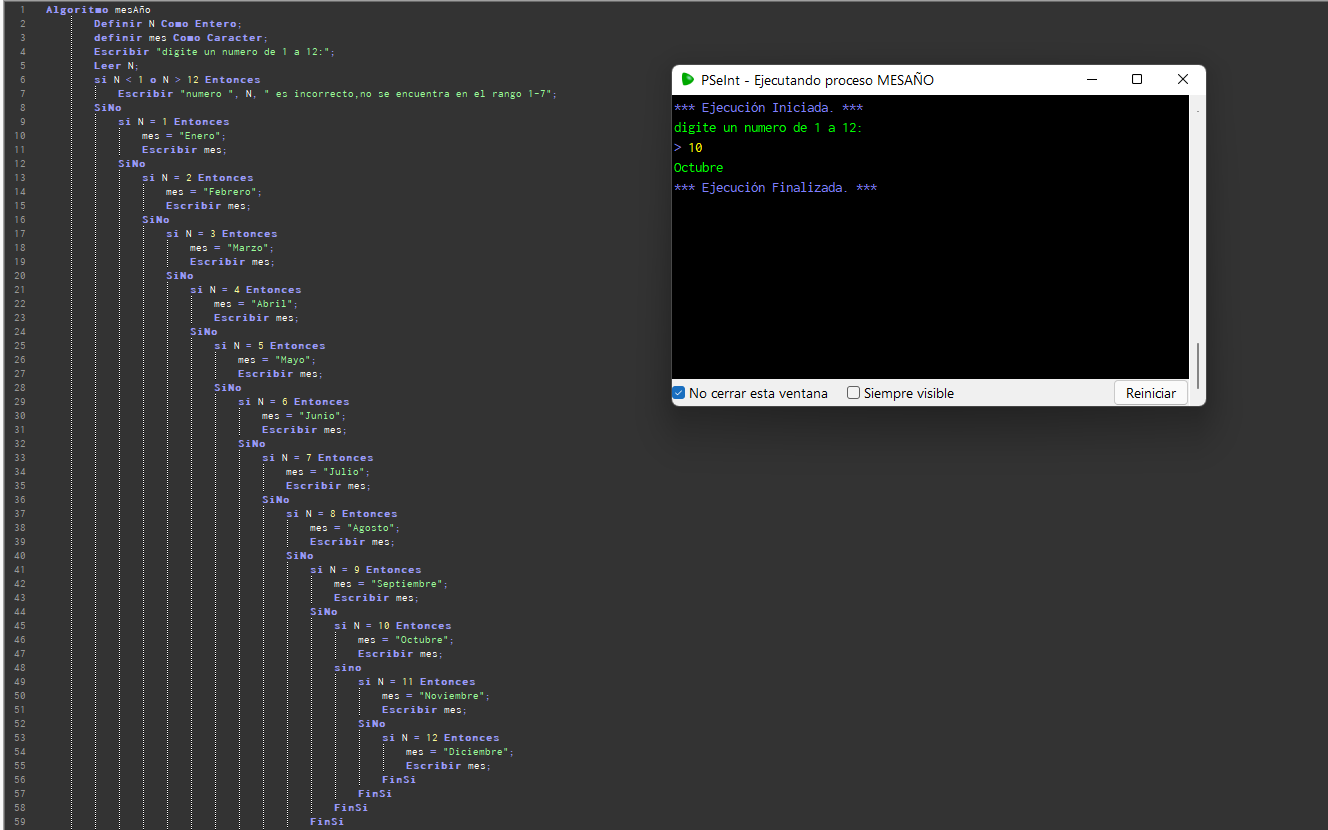 1 Algoritmo mesAño
2 Definir N Como Entero;
3 definir mes Como Caracter;
4 Escribir "digite un numero de 1 a 12:";
5 Leer N;
6 si N < 1 o N > 12 Entonces
7 Escribir "numero ", N, " es incorrecto,no se encuentra en el rango 1-7";
8 SiNo
9 si N = 1 Entonces
10 mes = "Enero";
11 Escribir mes;
12 SiNo
13 si N = 2 Entonces
14 mes = "Febrero";
15 Escribir mes;
16 SiNo
17 si N = 3 Entonces
18 mes = "Marzo";
19 Escribir mes;
20 SiNo
21 si N = 4 Entonces
22 mes = "Abril";
23 Escribir mes;
24 SiNo
25 si N = 5 Entonces
26 mes = "Mayo";
27 Escribir mes;
28 SiNo
29 si N = 6 Entonces
30 mes = "Junio";
31 Escribir mes;
32 SiNo
33 si N = 7 Entonces
34 mes = "Julio";
35 Escribir mes;
36 SiNo
37 si N = 8 Entonces
38 mes = "Agosto";
39 Escribir mes;
40 SiNo
41 si N = 9 Entonces
42 mes = "Septiembre";
43 Escribir mes;
44 SiNo
45 si N = 10 Entonces
46 mes = "Octubre";
47 Escribir mes;
48 sino
49 si N = 11 Entonces
50 mes = "Noviembre";
51 Escribir mes;
52 SiNo
53 si N = 12 Entonces
54 mes = "Diciembre";
55 Escribir mes;
56 FinSi
57 FinSi
58 FinSi
59 FinSi
PSeInt - Ejecutando proceso MESAÑO
*** Ejecución Iniciada. ***
digite un numero de 1 a 12:
> 10
Octubre
*** Ejecución Finalizada. ***
No cerrar esta ventana
Siempre visible
Reiniciar